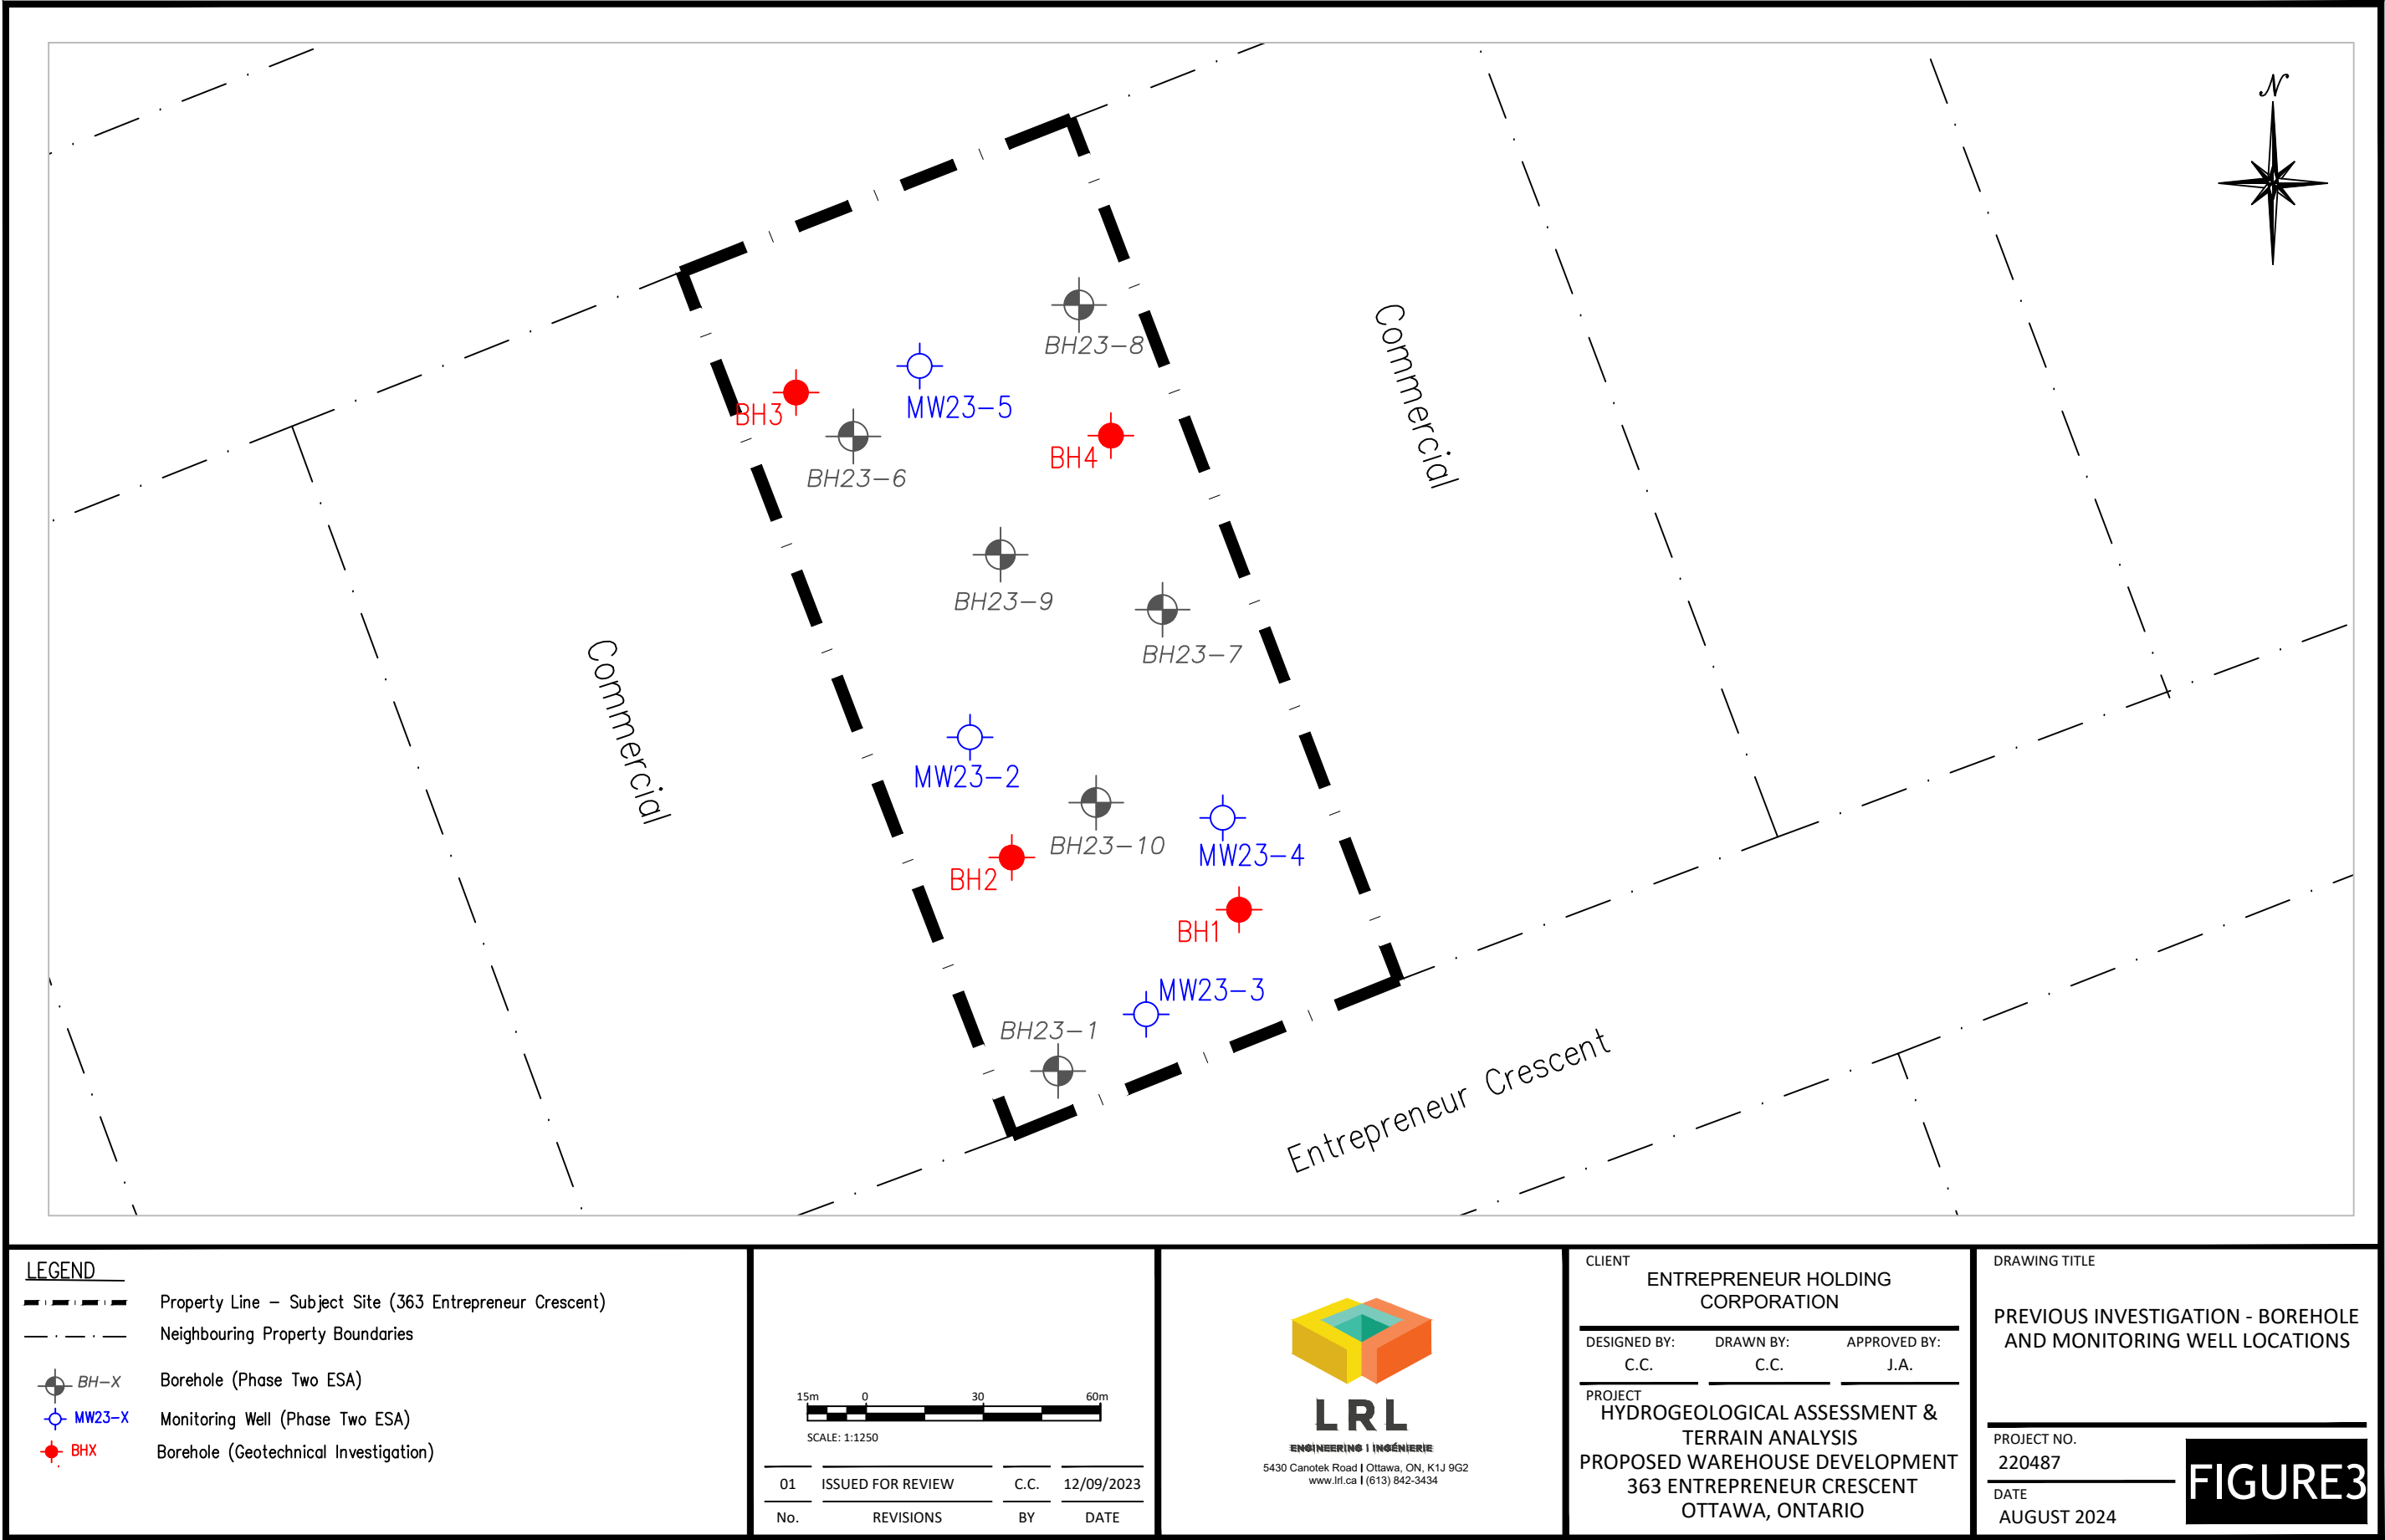 N
BH23-8
Commercial
MW23-5
BH3
BH4
BH23-6
BH23-9
BH23-7
Commercial
MW23-2
BH23-10
MW23-4
BH2
BH1
MW23-3
BH23-1
Entrepreneur Crescent
LEGEND
Property Line - Subject Site (363 Entrepreneur Crescent)
Neighbouring Property Boundaries
BH-X Borehole (Phase Two ESA)
MW23-X Monitoring Well (Phase Two ESA)
BHX Borehole (Geotechnical Investigation)
15m 0 30 60m
SCALE: 1:1250
01 ISSUED FOR REVIEW C.C. 12/09/2023
No. REVISIONS BY DATE
LRL
ENGINEERING | INGÉNIERIE
5430 Canotek Road | Ottawa, ON, K1J 9G2
www.lrl.ca | (613) 842-3434
CLIENT
ENTREPRENEUR HOLDING
CORPORATION
DESIGNED BY: DRAWN BY: APPROVED BY:
C.C. C.C. J.A.
PROJECT
HYDROGEOLOGICAL ASSESSMENT &
TERRAIN ANALYSIS
PROPOSED WAREHOUSE DEVELOPMENT
363 ENTREPRENEUR CRESCENT
OTTAWA, ONTARIO
DRAWING TITLE
PREVIOUS INVESTIGATION - BOREHOLE
AND MONITORING WELL LOCATIONS
PROJECT NO.
220487
DATE
AUGUST 2024
FIGURE3